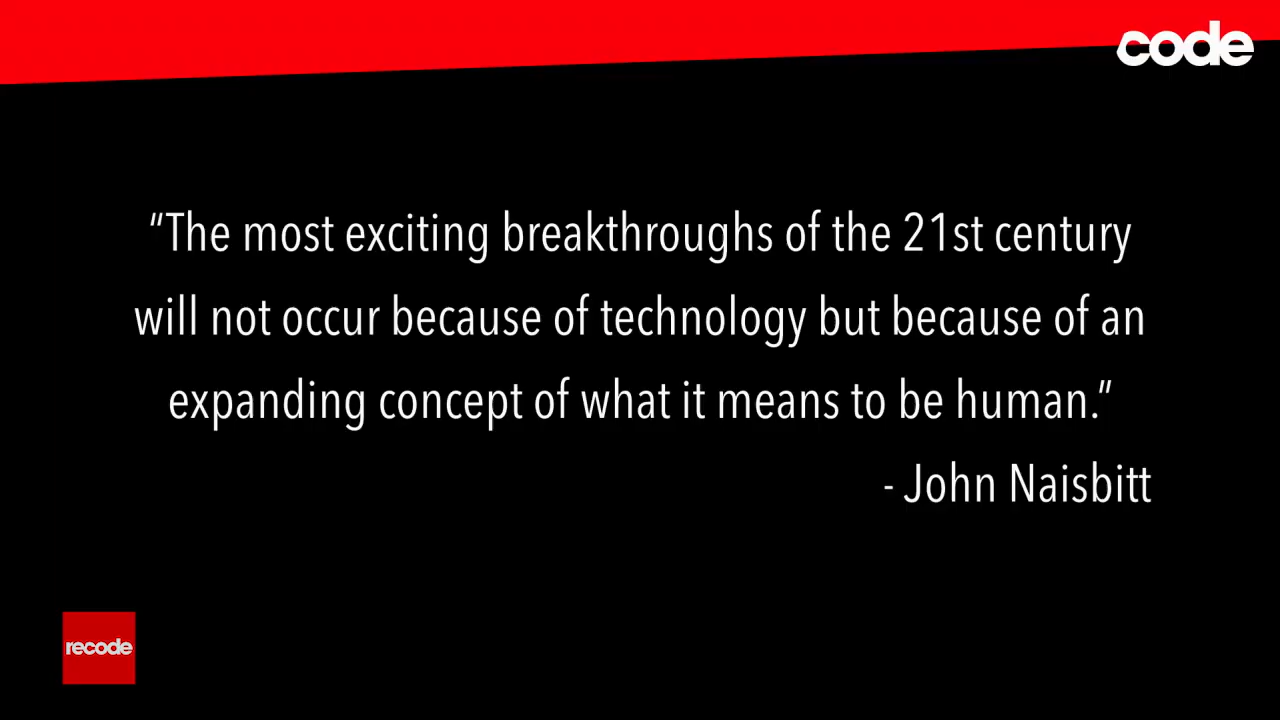 code
“The most exciting breakthroughs of the 21st century
will not occur because of technology but because of an
expanding concept of what it means to be human.”
- John Naisbitt
recode